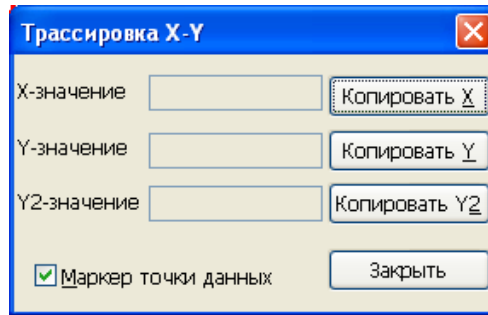 Трассировка X-Y
X-значение Копировать X
Y-значение Копировать Y
Y2-значение Копировать Y2
Маркер точки данных Закрыть